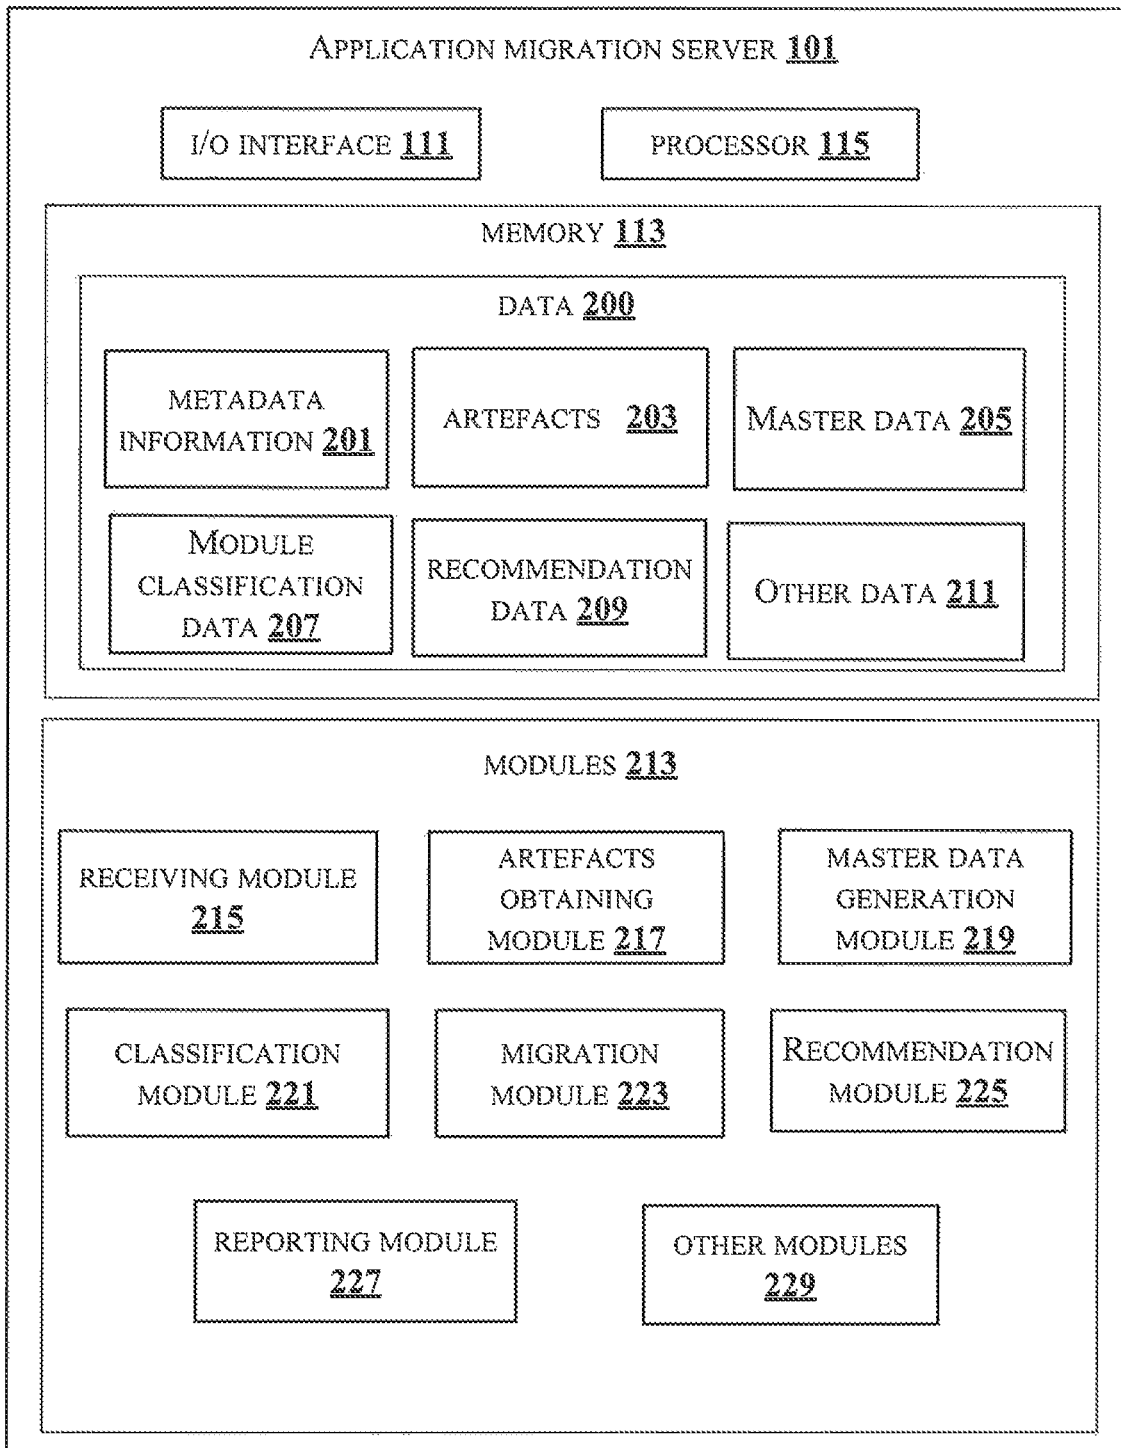 APPLICATION MIGRATION SERVER 101
I/O INTERFACE 111
PROCESSOR 115
MEMORY 113
DATA 200
METADATA
INFORMATION 201
ARTEFACTS 203
MASTER DATA 205
MODULE
CLASSIFICATION
DATA 207
RECOMMENDATION
DATA 209
OTHER DATA 211
MODULES 213
RECEIVING MODULE
215
ARTEFACTS
OBTAINING
MODULE 217
MASTER DATA
GENERATION
MODULE 219
CLASSIFICATION
MODULE 221
MIGRATION
MODULE 223
RECOMMENDATION
MODULE 225
REPORTING MODULE
227
OTHER MODULES
229